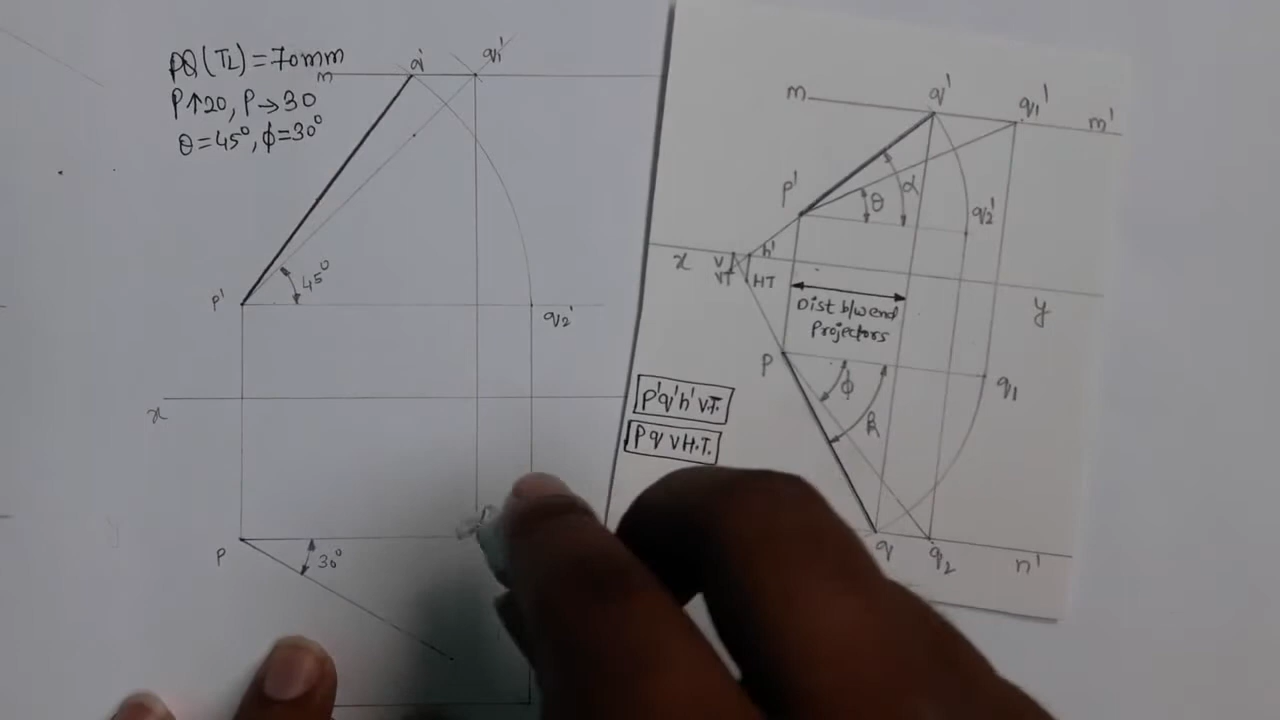 PQ(TL)=70mm
P↑20, P→30
θ=45°, ϕ=30°
m
q'
q1'
45°
p'
q2'
x
p
30°
m
q'
q1'
m'
p'
θ
α
q2'
x
v
VT
h'
HT
y
Dist b/w end
Projectors
p
ϕ
β
q1
p'q'h' V.T.
p q v H.T.
q
q2
n'